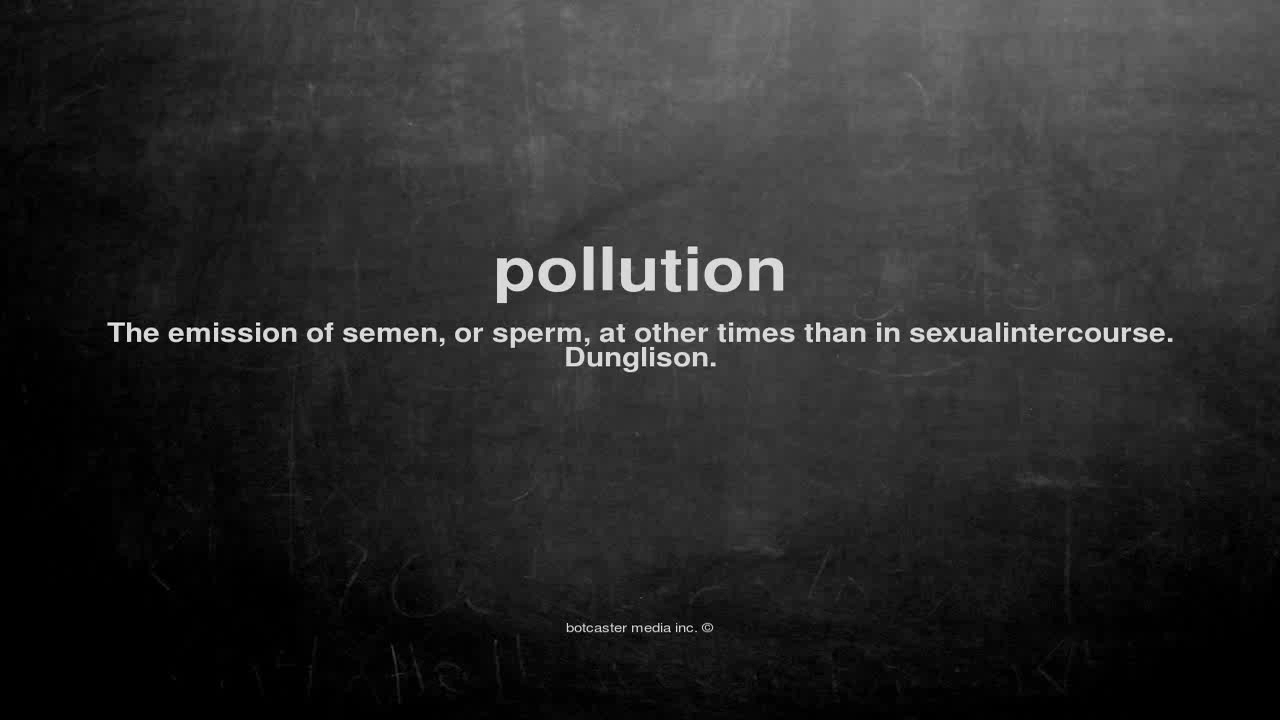 pollution
The emission of semen, or sperm, at other times than in sexualintercourse.
Dunglison.
botcaster media inc. ©